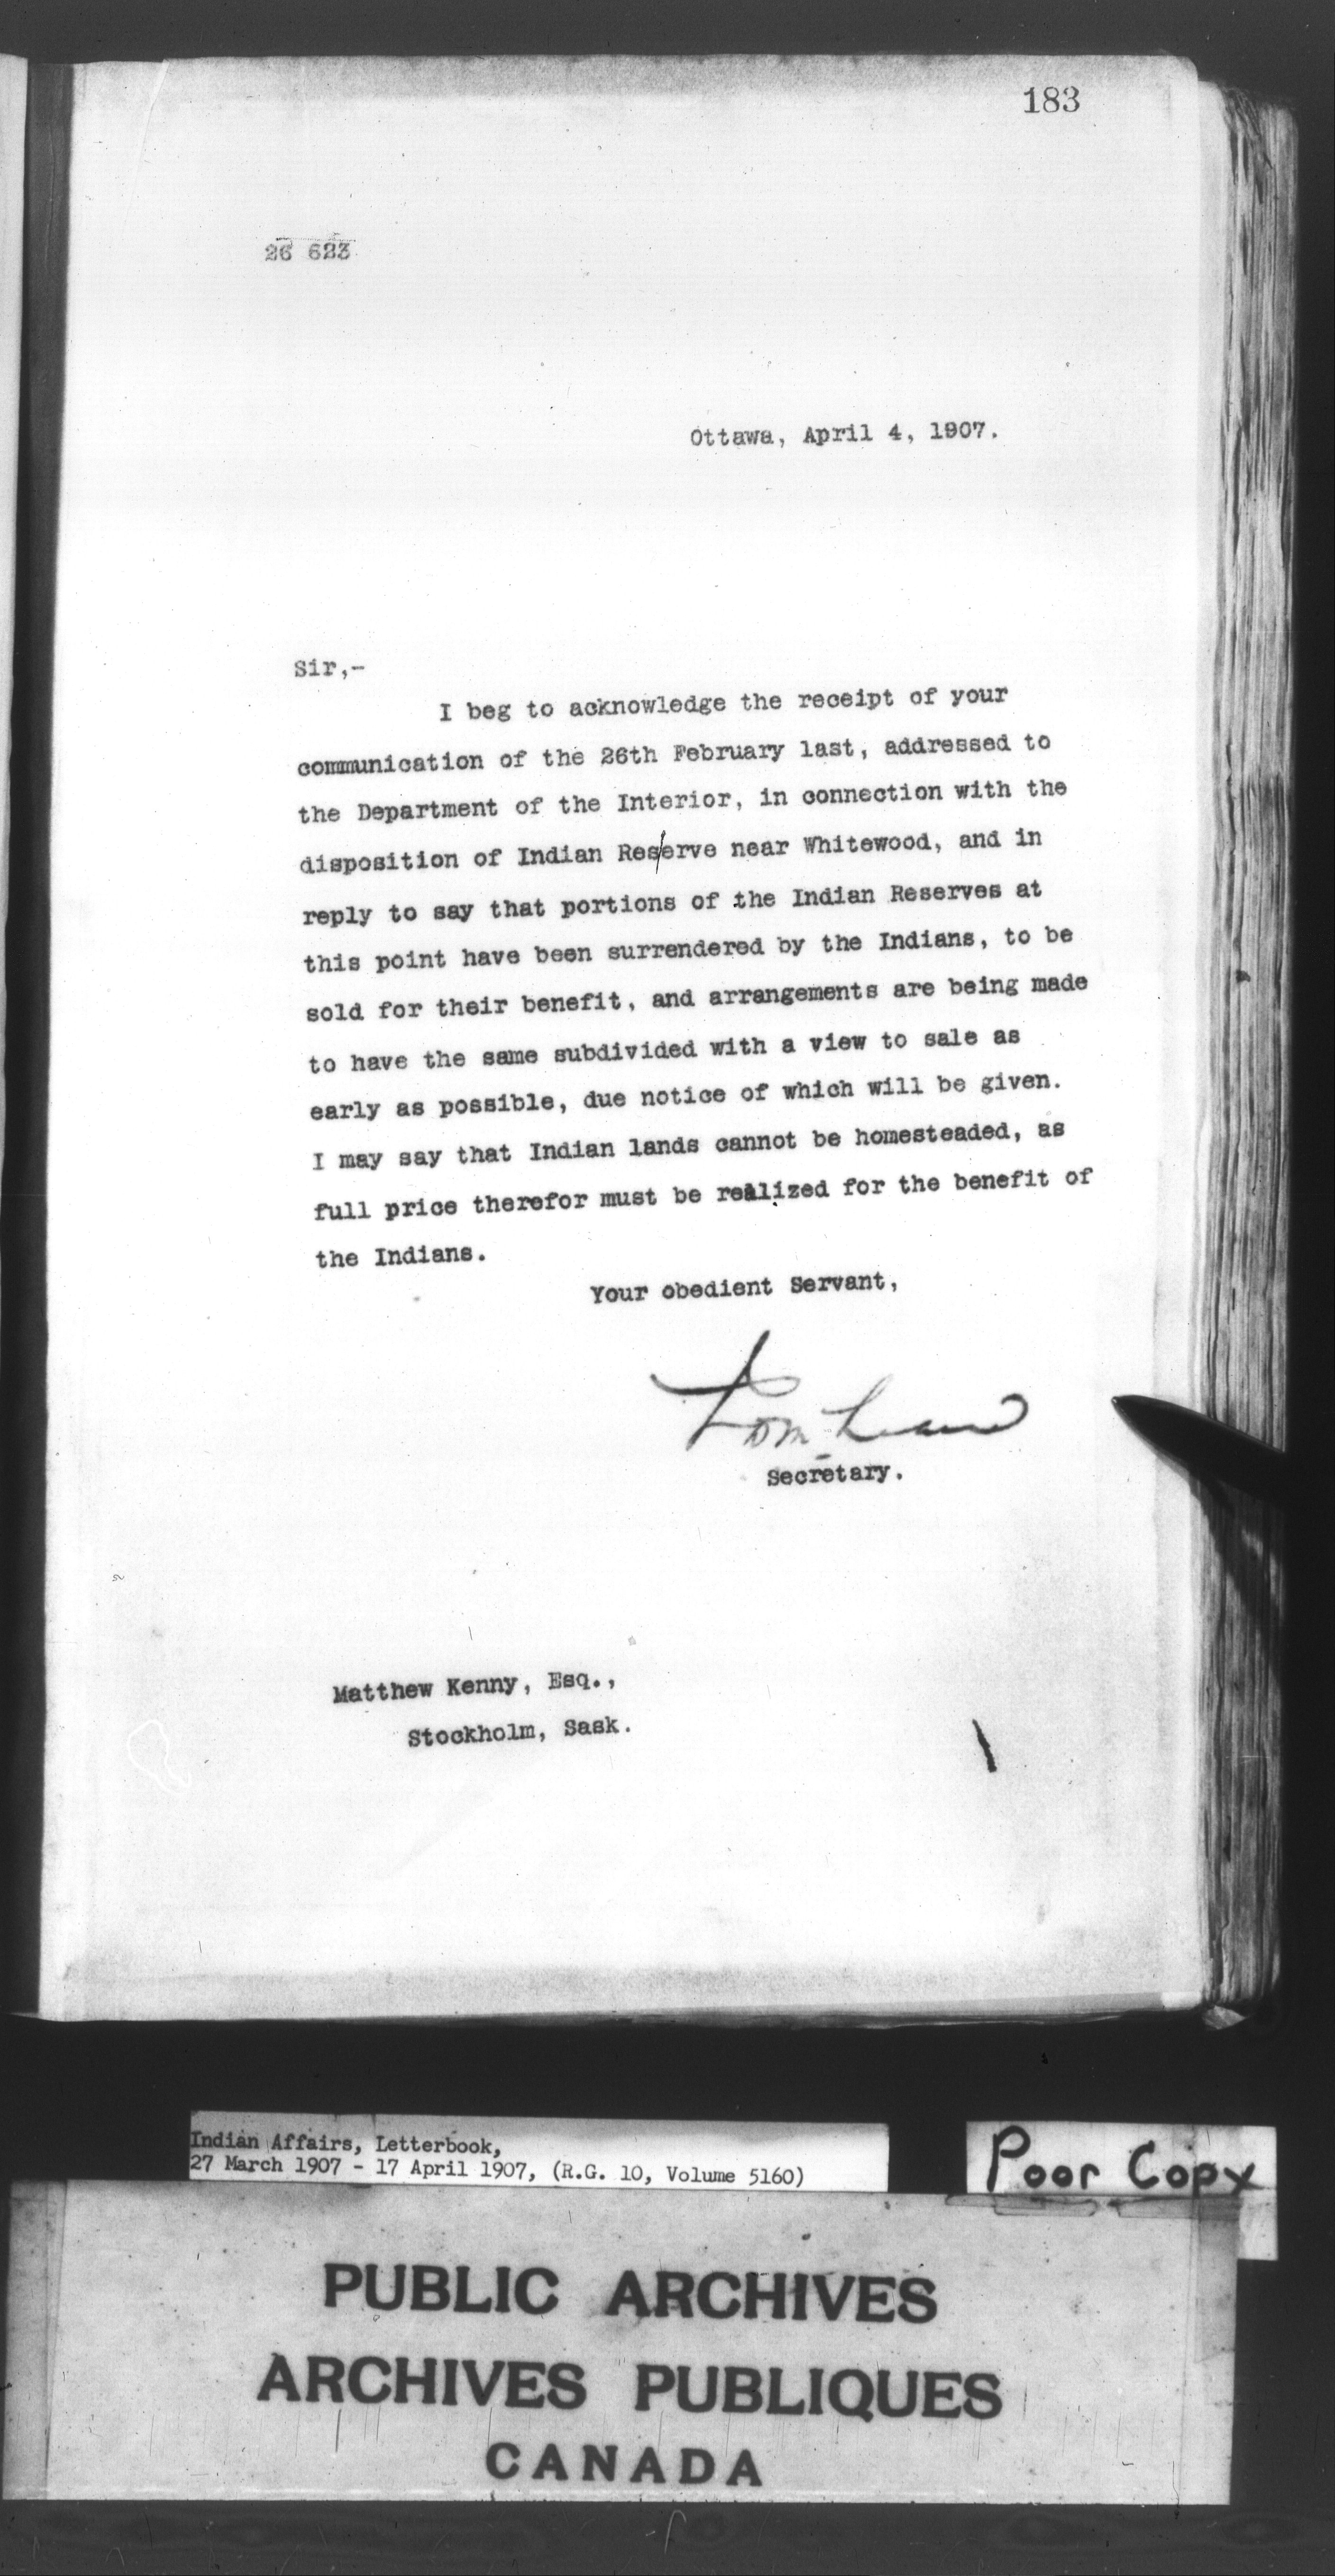 183
26 623
Ottawa, April 4, 1907.
Sir,-
I beg to acknowledge the receipt of your
communication of the 26th February last, addressed to
the Department of the Interior, in connection with the
disposition of Indian Reserve near Whitewood, and in
reply to say that portions of the Indian Reserves at
this point have been surrendered by the Indians, to be
sold for their benefit, and arrangements are being made
to have the same subdivided with a view to sale as
early as possible, due notice of which will be given.
I may say that Indian lands cannot be homesteaded, as
full price therefor must be realized for the benefit of
the Indians.
Your obedient Servant,
Secretary.
Matthew Kenny, Esq.,
Stockholm, Sask.
Indian Affairs, Letterbook,
27 March 1907 - 17 April 1907, (R.G. 10, Volume 5160)
Poor Copy
PUBLIC ARCHIVES
ARCHIVES PUBLIQUES
CANADA